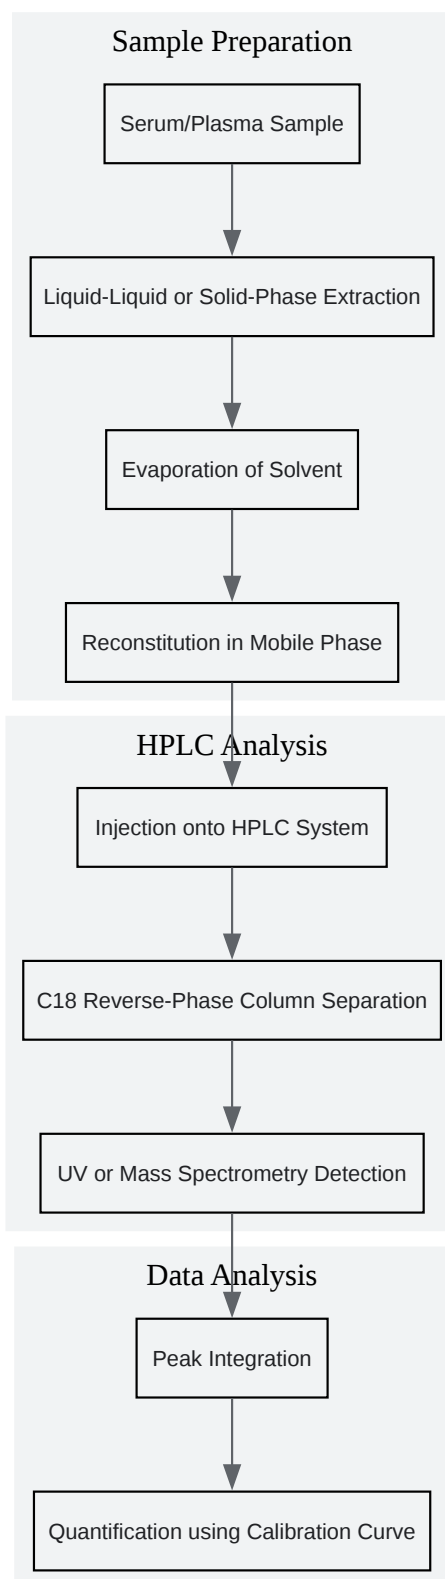 Sample Preparation
Serum/Plasma Sample
Liquid-Liquid or Solid-Phase Extraction
Evaporation of Solvent
Reconstitution in Mobile Phase
HPLC Analysis
Injection onto HPLC System
C18 Reverse-Phase Column Separation
UV or Mass Spectrometry Detection
Data Analysis
Peak Integration
Quantification using Calibration Curve